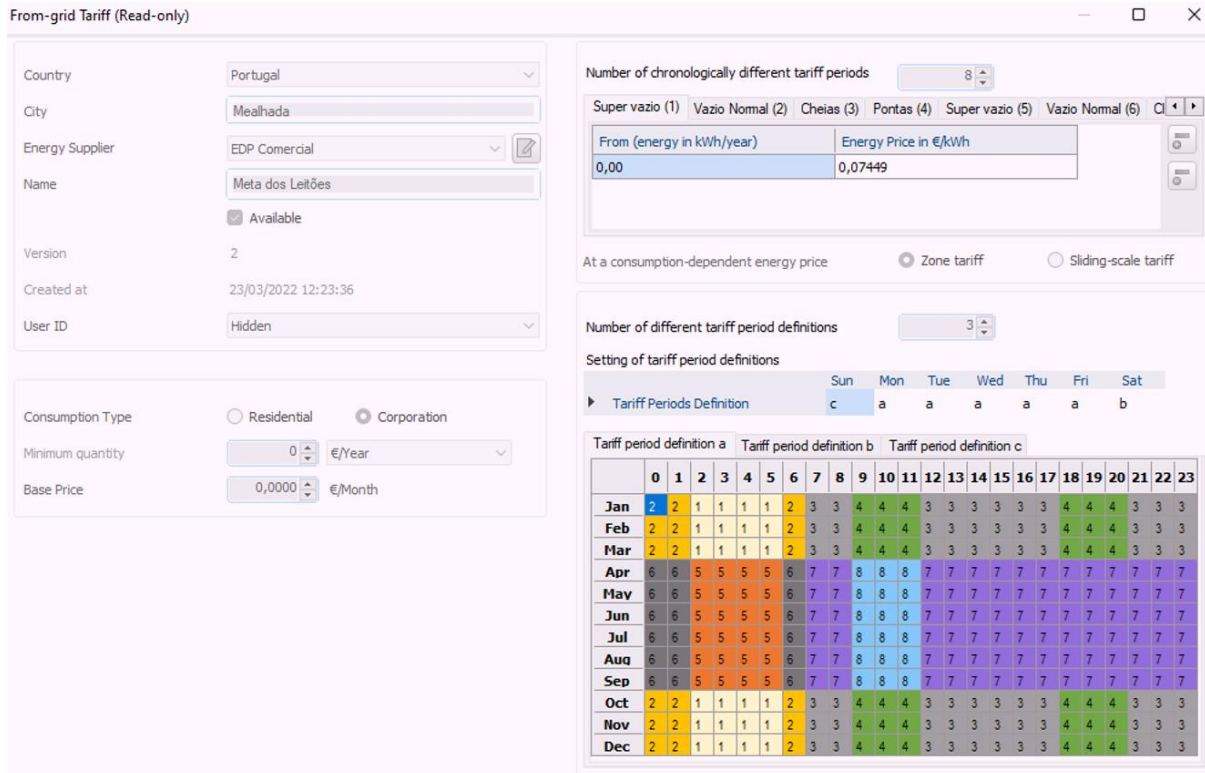 From-grid Tariff (Read-only)
Country Portugal
City Mealhada
Energy Supplier EDP Comercial
Name Meta dos Leitões
Available
Version 2
Created at 23/03/2022 12:23:36
User ID Hidden
Consumption Type Residential Corporation
Minimum quantity 0 €/Year
Base Price 0,0000 €/Month
Number of chronologically different tariff periods 8
Super vazio (1) Vazio Normal (2) Cheias (3) Pontas (4) Super vazio (5) Vazio Normal (6)
From (energy in kWh/year) Energy Price in €/kWh
0,00 0,07449
At a consumption-dependent energy price Zone tariff Sliding-scale tariff
Number of different tariff period definitions 3
Setting of tariff period definitions
Sun Mon Tue Wed Thu Fri Sat
Tariff Periods Definition c a a a a a b
Tariff period definition a Tariff period definition b Tariff period definition c
0 1 2 3 4 5 6 7 8 9 10 11 12 13 14 15 16 17 18 19 20 21 22 23
Jan 2 2 1 1 1 1 2 3 3 4 4 4 3 3 3 3 3 3 4 4 4 3 3 3
Feb 2 2 1 1 1 1 2 3 3 4 4 4 3 3 3 3 3 3 4 4 4 3 3 3
Mar 2 2 1 1 1 1 2 3 3 4 4 4 3 3 3 3 3 3 4 4 4 3 3 3
Apr 6 6 5 5 5 5 6 7 7 8 8 8 7 7 7 7 7 7 7 7 7 7 7 7
May 6 6 5 5 5 5 6 7 7 8 8 8 7 7 7 7 7 7 7 7 7 7 7 7
Jun 6 6 5 5 5 5 6 7 7 8 8 8 7 7 7 7 7 7 7 7 7 7 7 7
Jul 6 6 5 5 5 5 6 7 7 8 8 8 7 7 7 7 7 7 7 7 7 7 7 7
Aug 6 6 5 5 5 5 6 7 7 8 8 8 7 7 7 7 7 7 7 7 7 7 7 7
Sep 6 6 5 5 5 5 6 7 7 8 8 8 7 7 7 7 7 7 7 7 7 7 7 7
Oct 2 2 1 1 1 1 2 3 3 4 4 4 3 3 3 3 3 3 4 4 4 3 3 3
Nov 2 2 1 1 1 1 2 3 3 4 4 4 3 3 3 3 3 3 4 4 4 3 3 3
Dec 2 2 1 1 1 1 2 3 3 4 4 4 3 3 3 3 3 3 4 4 4 3 3 3